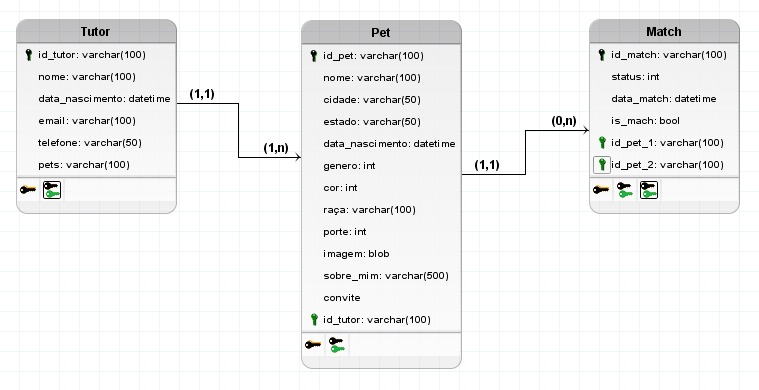 Tutor
id_tutor: varchar(100)
nome: varchar(100)
data_nascimento: datetime
email: varchar(100)
telefone: varchar(50)
pets: varchar(100)
(1,1)
(1,n)
Pet
id_pet: varchar(100)
nome: varchar(100)
cidade: varchar(50)
estado: varchar(50)
data_nascimento: datetime
genero: int
cor: int
raça: varchar(100)
porte: int
imagem: blob
sobre_mim: varchar(500)
convite
id_tutor: varchar(100)
(1,1)
(0,n)
Match
id_match: varchar(100)
status: int
data_match: datetime
is_mach: bool
id_pet_1: varchar(100)
id_pet_2: varchar(100)